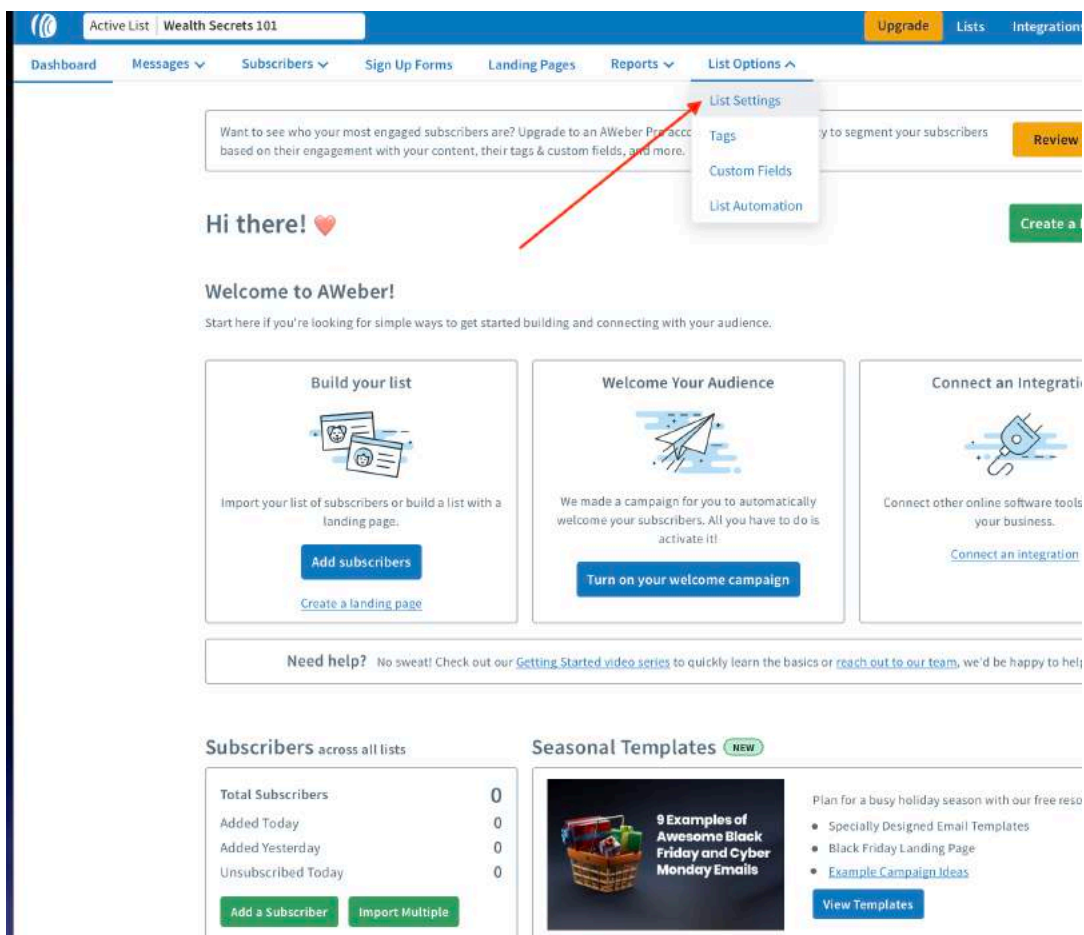 Active List | Wealth Secrets 101
Upgrade
Lists
Integrations
Dashboard
Messages
Subscribers
Sign Up Forms
Landing Pages
Reports
List Options
List Settings
Tags
Custom Fields
List Automation
Want to see who your most engaged subscribers are? Upgrade to an AWeber Pro acc y to segment your subscribers
based on their engagement with your content, their tags & custom fields, and more.
Review
Hi there!
Create a
Welcome to AWeber!
Start here if you're looking for simple ways to get started building and connecting with your audience.
Build your list
Import your list of subscribers or build a list with a
landing page.
Add subscribers
Create a landing page
Welcome Your Audience
We made a campaign for you to automatically
welcome your subscribers. All you have to do is
activate it!
Turn on your welcome campaign
Connect an Integrati
Connect other online software tools
your business.
Connect an integration
Need help? No sweat! Check out our Getting Started video series to quickly learn the basics or reach out to our team, we'd be happy to help
Subscribers across all lists
Total Subscribers 0
Added Today 0
Added Yesterday 0
Unsubscribed Today 0
Add a Subscriber
Import Multiple
Seasonal Templates NEW
9 Examples of
Awesome Black
Friday and Cyber
Monday Emails
Plan for a busy holiday season with our free reso
Specially Designed Email Templates
Black Friday Landing Page
Example Campaign Ideas
View Templates